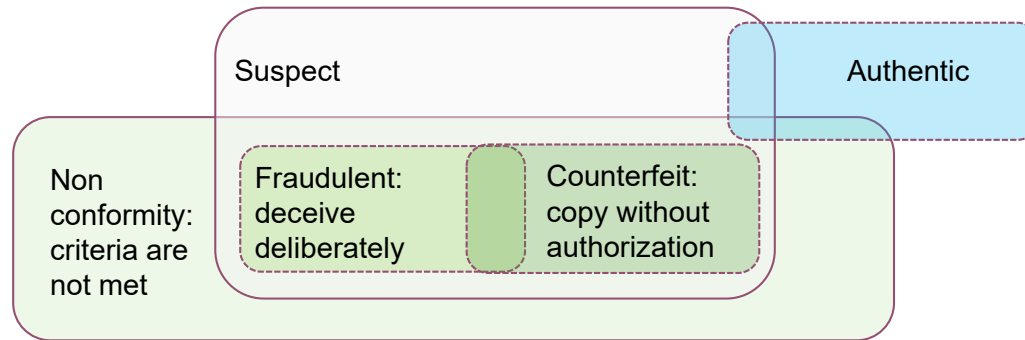 Suspect
Authentic
Non
conformity:
criteria are
not met
Fraudulent:
deceive
deliberately
Counterfeit:
copy without
authorization